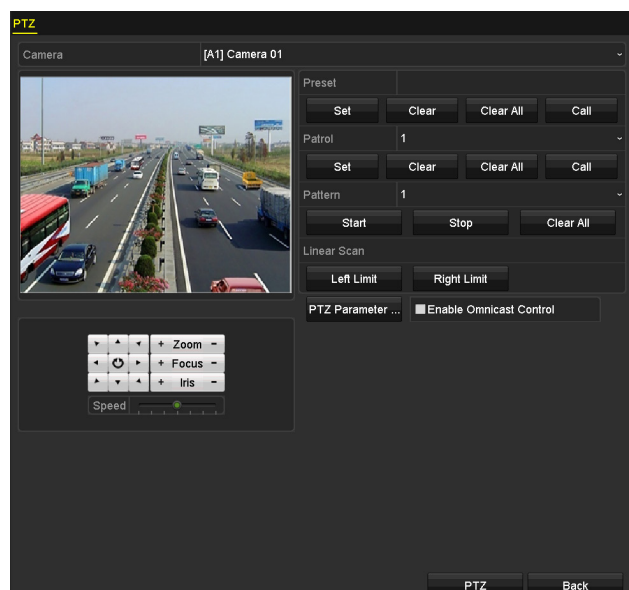 PTZ
Camera [A1] Camera 01
Preset
Set Clear Clear All Call
Patrol 1
Set Clear Clear All Call
Pattern 1
Start Stop Clear All
Linear Scan
Left Limit Right Limit
PTZ Parameter ... Enable Omnicast Control
+ Zoom -
+ Focus -
+ Iris -
Speed
PTZ Back